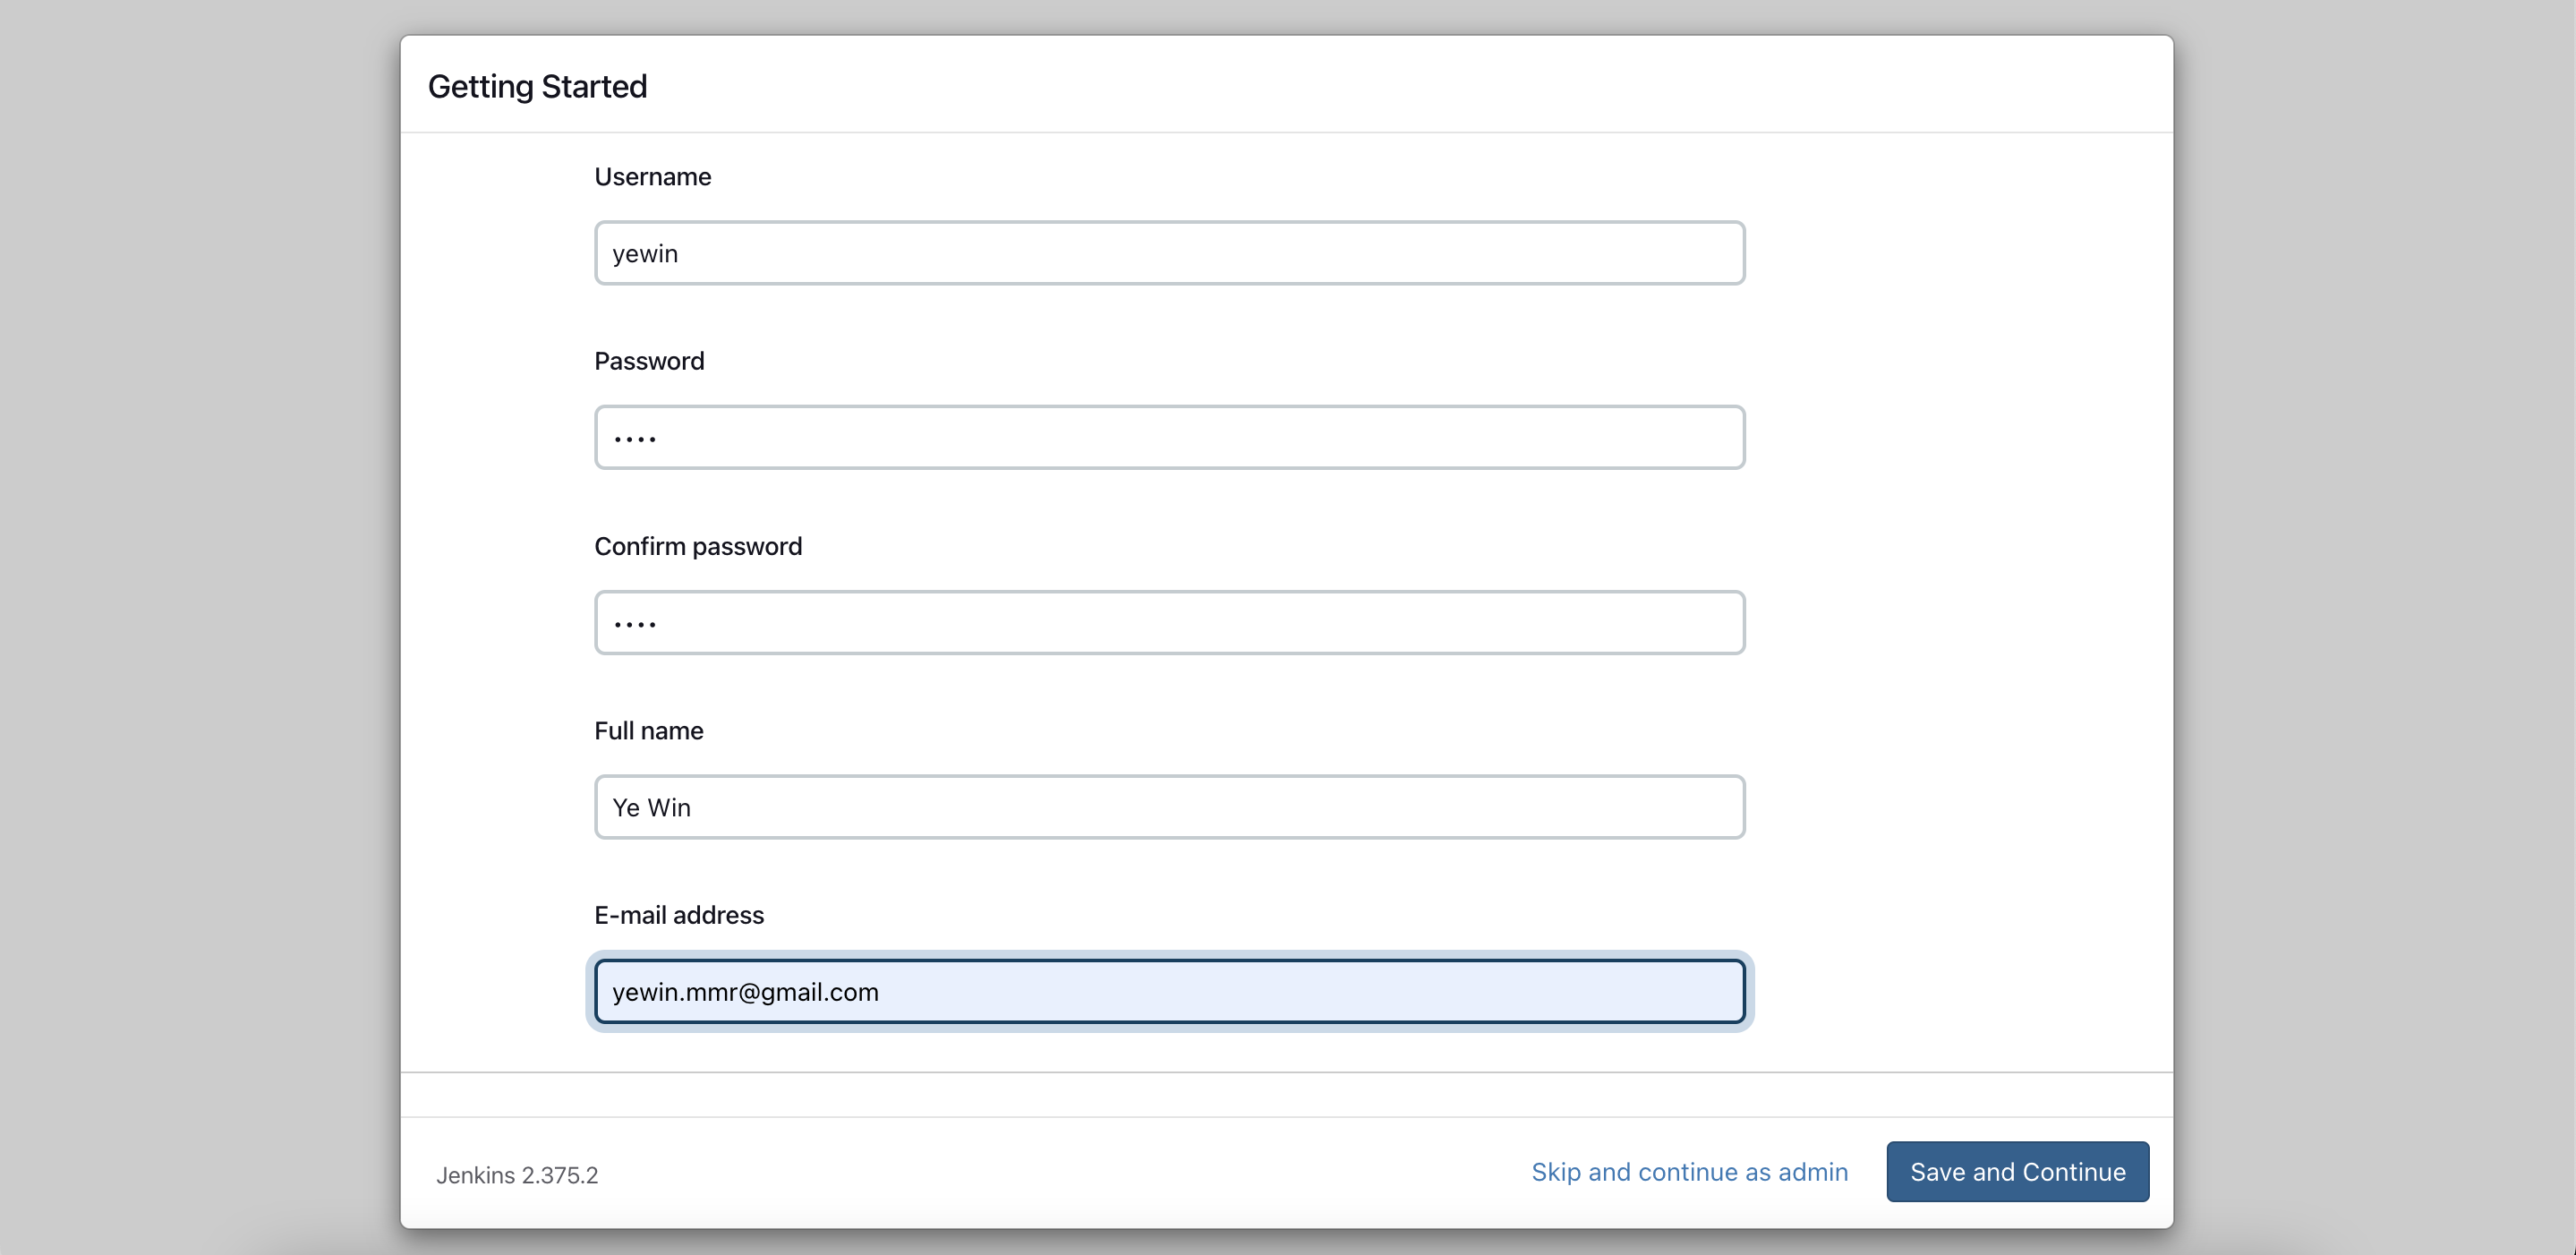 Getting Started
Username
yewin
Password
••••
Confirm password
••••
Full name
Ye Win
E-mail address
yewin.mmr@gmail.com
Jenkins 2.375.2
Skip and continue as admin
Save and Continue